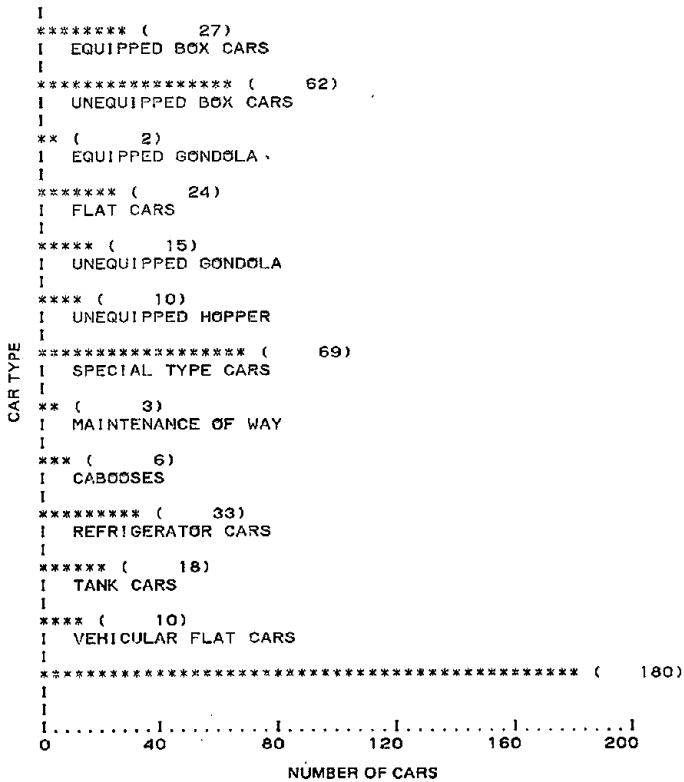 I
******** ( 27)
I EQUIPPED BOX CARS
I
***************** ( 62)
I UNEQUIPPED BOX CARS
I
** ( 2)
I EQUIPPED GONDOLA
I
******* ( 24)
I FLAT CARS
I
***** ( 15)
I UNEQUIPPED GONDOLA
I
**** ( 10)
I UNEQUIPPED HOPPER
I
****************** ( 69)
I SPECIAL TYPE CARS
I
** ( 3)
I MAINTENANCE OF WAY
I
*** ( 6)
I CABOOSES
I
********* ( 33)
I REFRIGERATOR CARS
I
****** ( 18)
I TANK CARS
I
**** ( 10)
I VEHICULAR FLAT CARS
I
********************************************** ( 180)
I
I
I.........I.........I.........I.........I.........I
0 40 80 120 160 200
NUMBER OF CARS
CAR TYPE